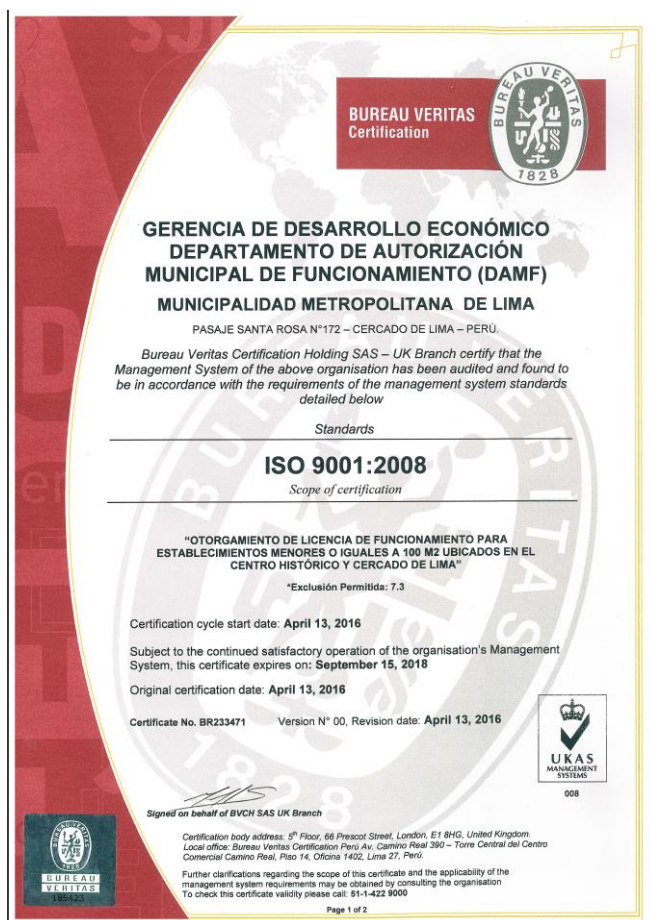 BUREAU VERITAS
Certification
BUREAU VERITAS
1828
GERENCIA DE DESARROLLO ECONÓMICO
DEPARTAMENTO DE AUTORIZACIÓN
MUNICIPAL DE FUNCIONAMIENTO (DAMF)
MUNICIPALIDAD METROPOLITANA DE LIMA
PASAJE SANTA ROSA N°172 – CERCADO DE LIMA – PERÚ.
Bureau Veritas Certification Holding SAS – UK Branch certify that the
Management System of the above organisation has been audited and found to
be in accordance with the requirements of the management system standards
detailed below
Standards
ISO 9001:2008
Scope of certification
"OTORGAMIENTO DE LICENCIA DE FUNCIONAMIENTO PARA
ESTABLECIMIENTOS MENORES O IGUALES A 100 M2 UBICADOS EN EL
CENTRO HISTÓRICO Y CERCADO DE LIMA"
*Exclusión Permitida: 7.3
Certification cycle start date: April 13, 2016
Subject to the continued satisfactory operation of the organisation's Management
System, this certificate expires on: September 15, 2018
Original certification date: April 13, 2016
Certificate No. BR233471 Version N° 00, Revision date: April 13, 2016
UKAS
MANAGEMENT
SYSTEMS
008
Signed on behalf of BVCH SAS UK Branch
Certification body address: 5th Floor, 66 Prescot Street, London, E1 8HG, United Kingdom.
Local office: Bureau Veritas Certification Perú Av. Camino Real 390 – Torre Central del Centro
Comercial Camino Real, Piso 14, Oficina 1402, Lima 27, Perú.
Further clarifications regarding the scope of this certificate and the applicability of the
management system requirements may be obtained by consulting the organisation
To check this certificate validity please call: 51-1-422 9000
Page 1 of 2
BUREAU
VERITAS
185423